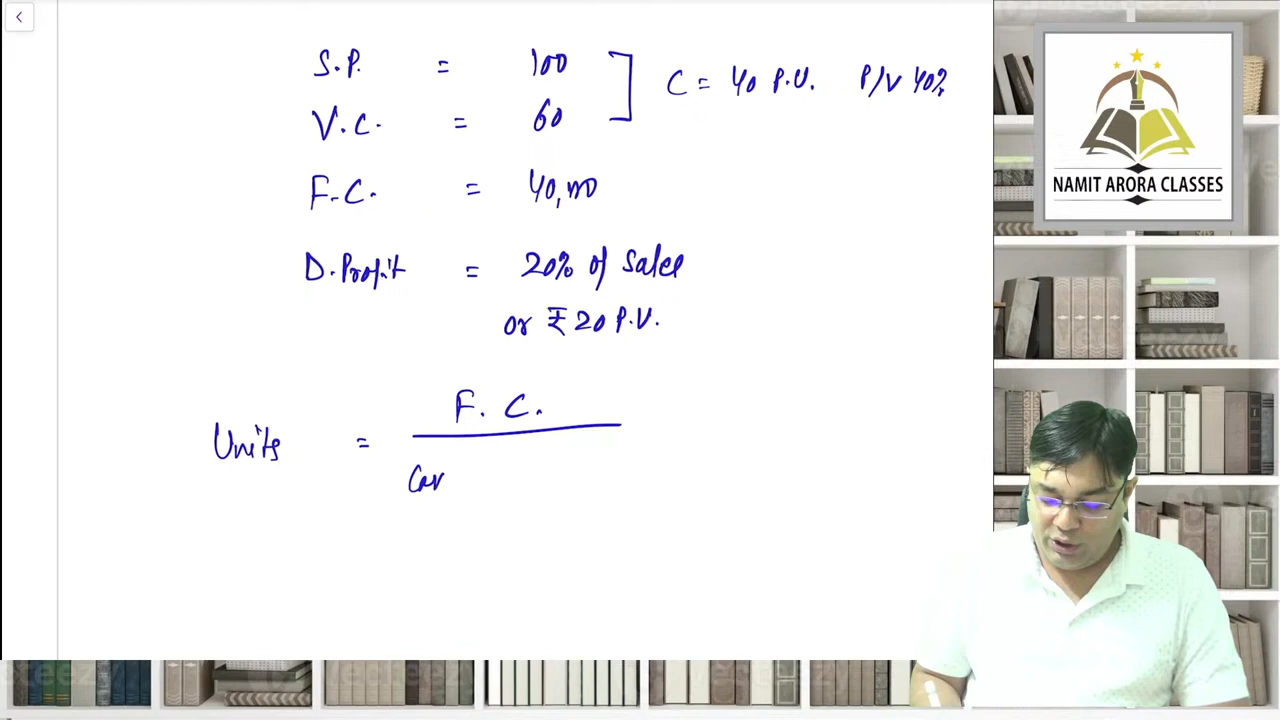 S.P. = 100
V.C. = 60
C = 40 P.U. P/V 40%
F.C. = 40,000
D.Profit = 20% of Sales
or ₹20 P.U.
Units = F. C.
Con
NAMIT ARORA CLASSES